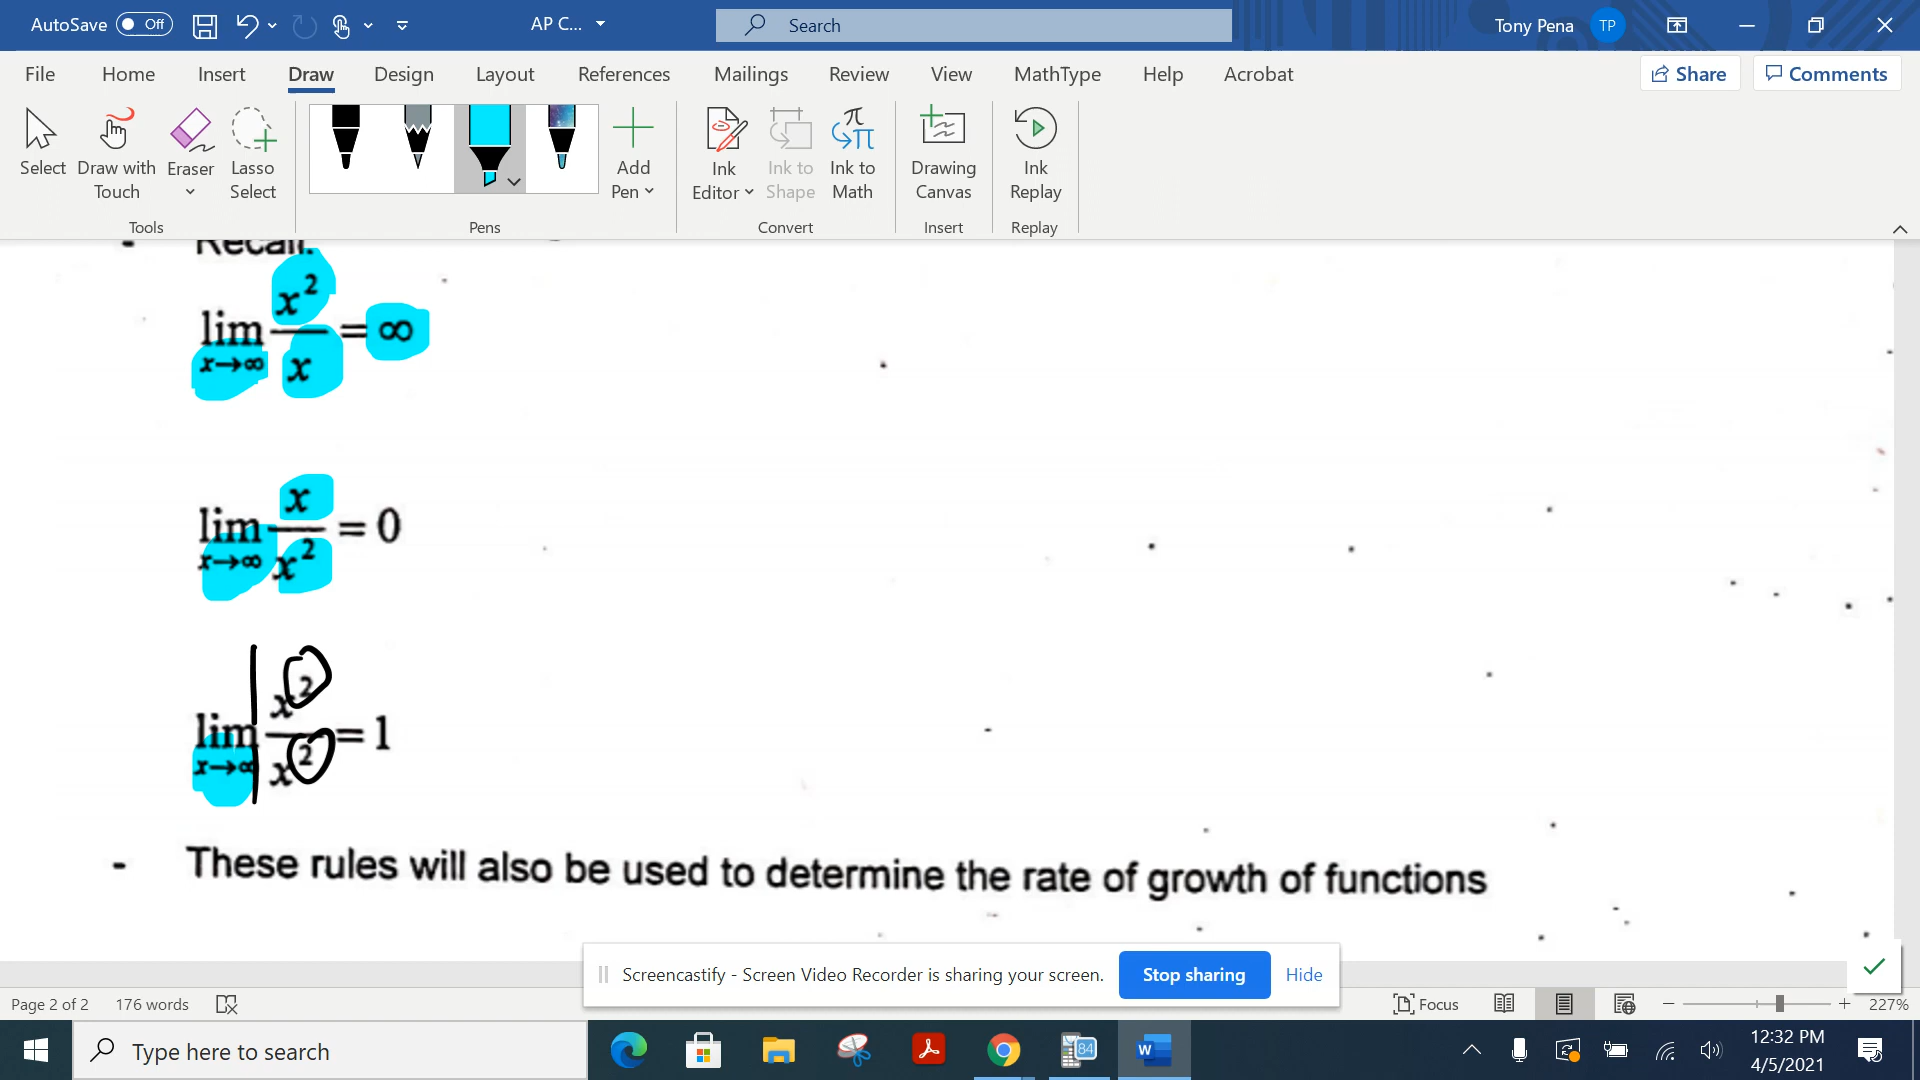 AutoSave Off AP C... Search Tony Pena TP
File Home Insert Draw Design Layout References Mailings Review View MathType Help Acrobat Share Comments
Select Draw with Touch Eraser Lasso Select Add Pen Ink Editor Ink to Shape Ink to Math Drawing Canvas Ink Replay
Tools Pens Convert Insert Replay
- Recall:
lim x→∞ x²/x = ∞
lim x→∞ x/x² = 0
lim x→∞ 1x²/1x² = 1
- These rules will also be used to determine the rate of growth of functions
Screencastify - Screen Video Recorder is sharing your screen. Stop sharing Hide
Page 2 of 2 176 words Focus 227%
Type here to search 84 W 12:32 PM
4/5/2021